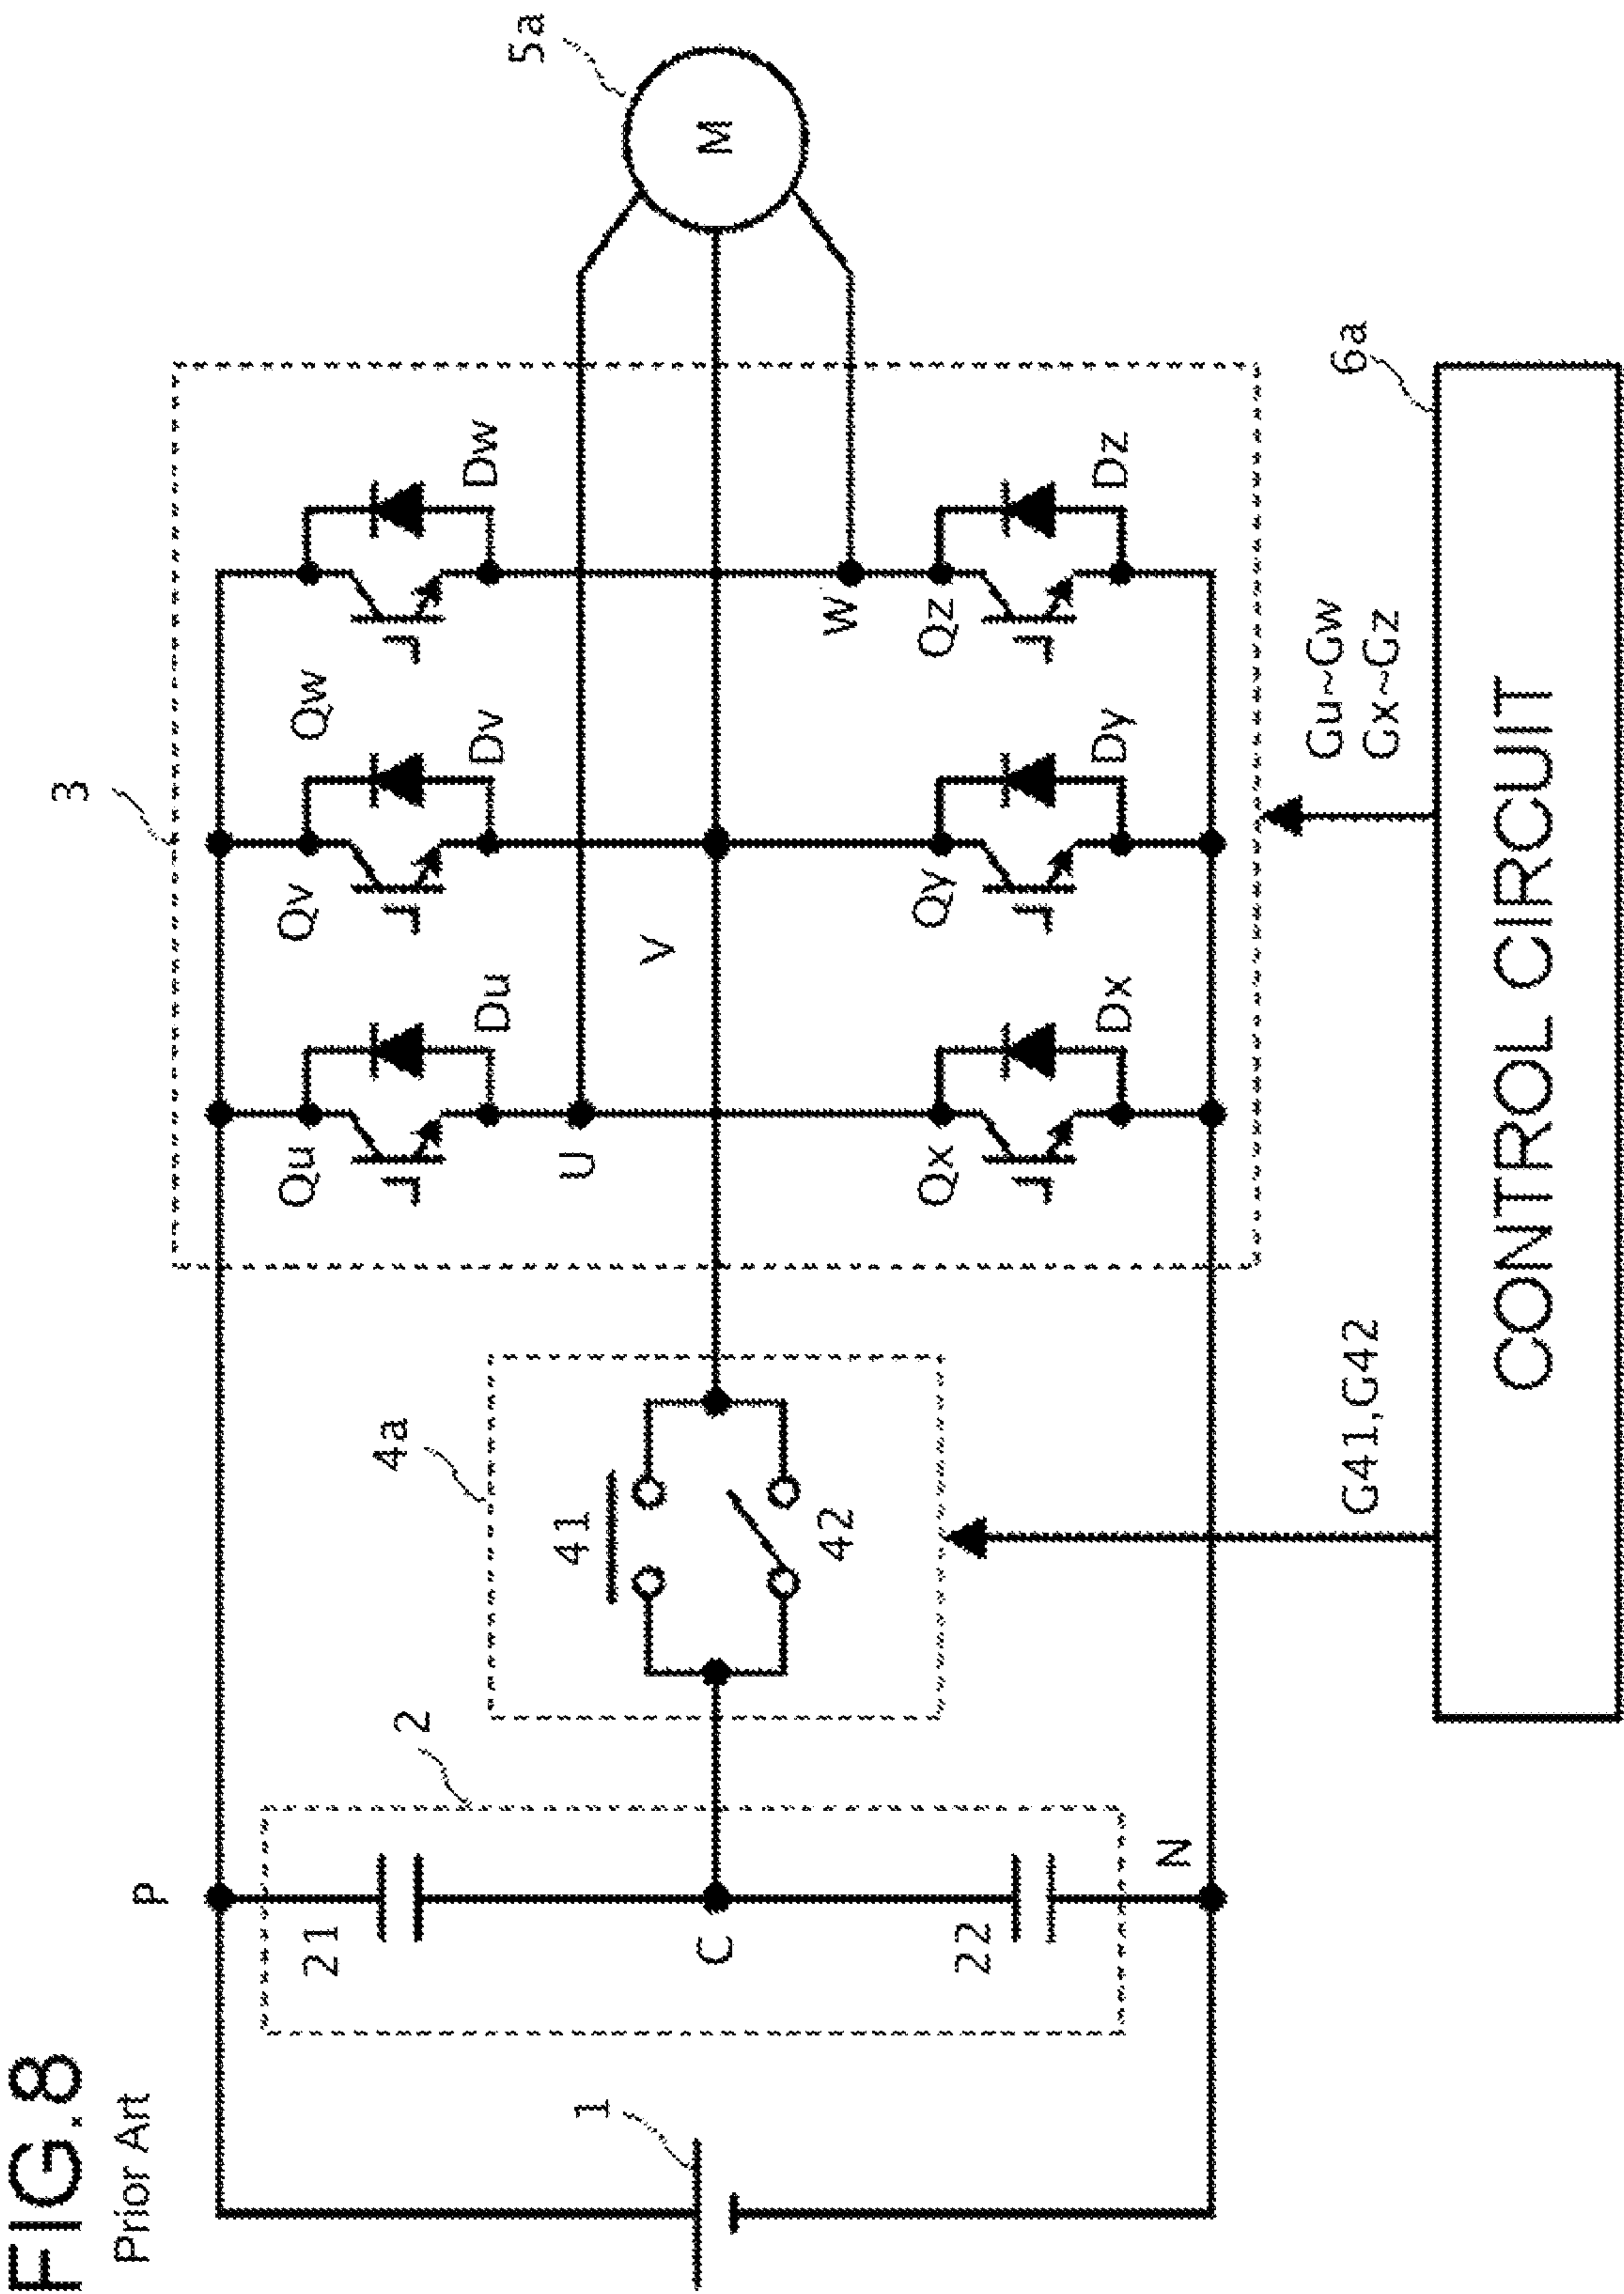 FIG.8
Prior Art
P
3
Qu
Du
Qv
Dv
Qw
Dw
21
2
4a
41
U
V
5a
M
1
C
42
W
22
N
Qx
Dx
Qy
Dy
Qz
Dz
G41,G42
Gu~Gw
Gx~Gz
6a
CONTROL CIRCUIT